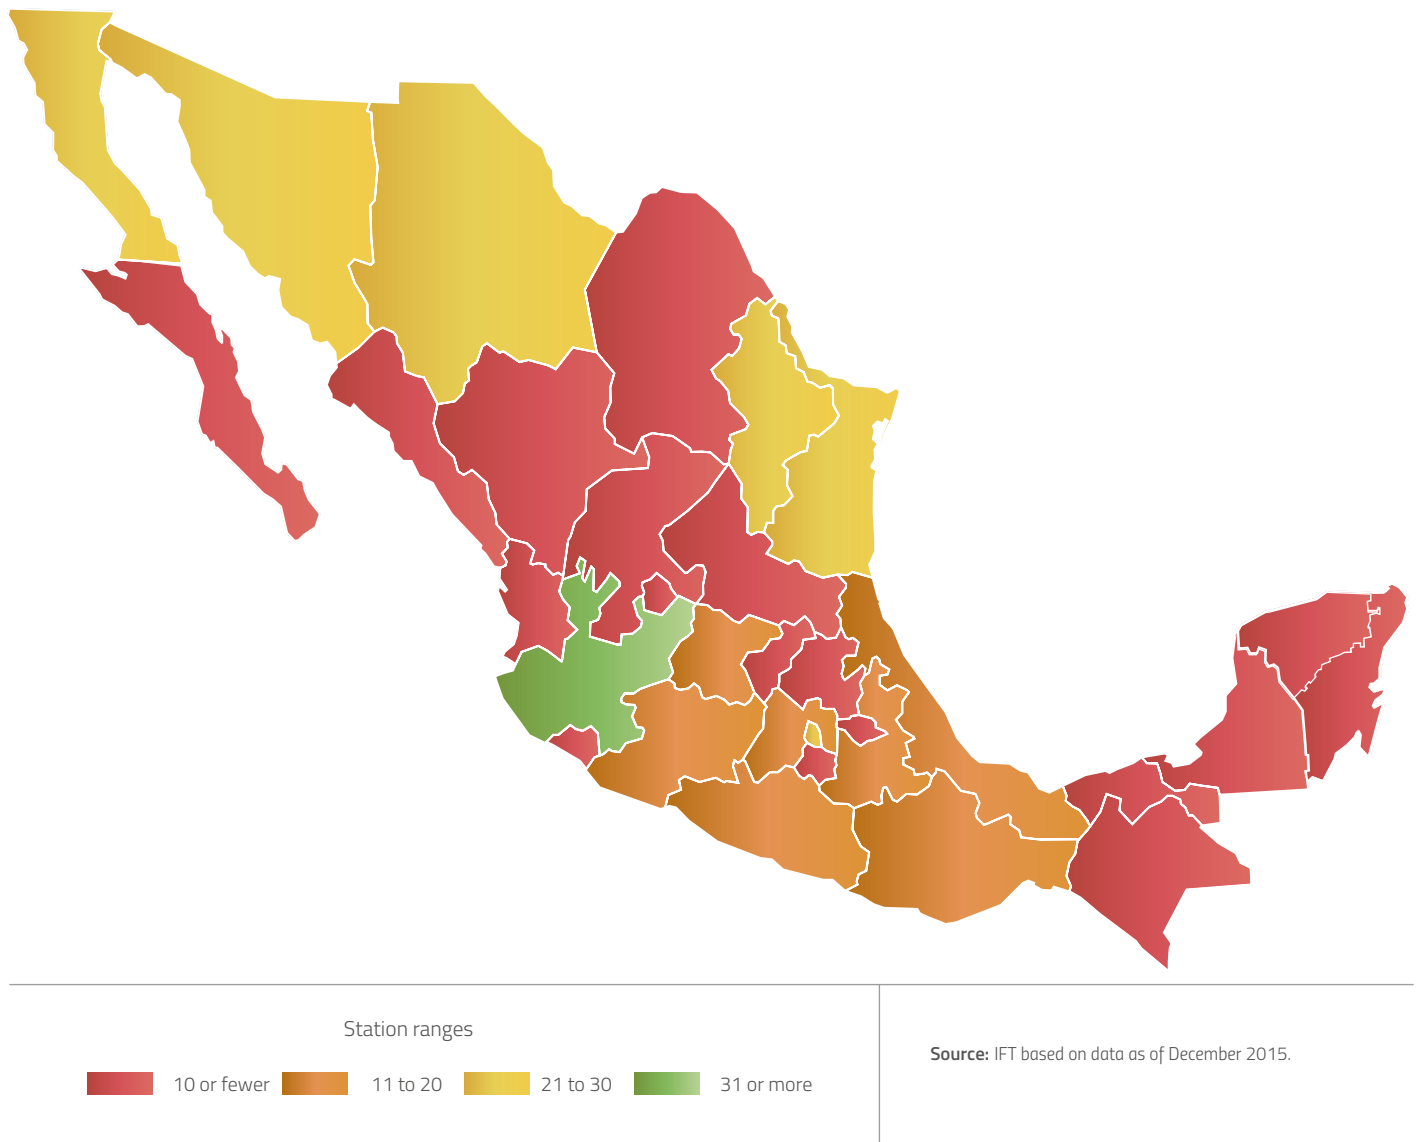 Station ranges
10 or fewer
11 to 20
21 to 30
31 or more
Source: IFT based on data as of December 2015.